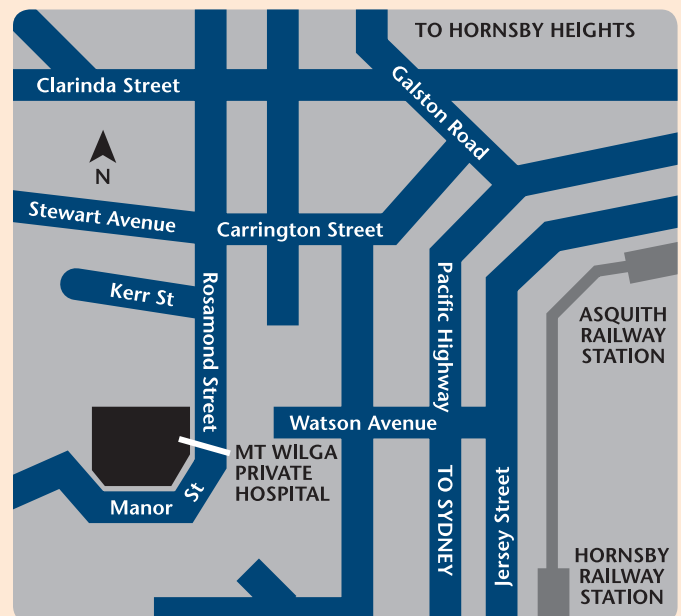 TO HORNSBY HEIGHTS
Clarinda Street
Galston Road
N
Stewart Avenue
Carrington Street
Kerr St
Rosamond Street
Pacific Highway
ASQUITH
RAILWAY
STATION
Watson Avenue
MT WILGA
PRIVATE
HOSPITAL
TO SYDNEY
Jersey Street
Manor St
HORNSBY
RAILWAY
STATION